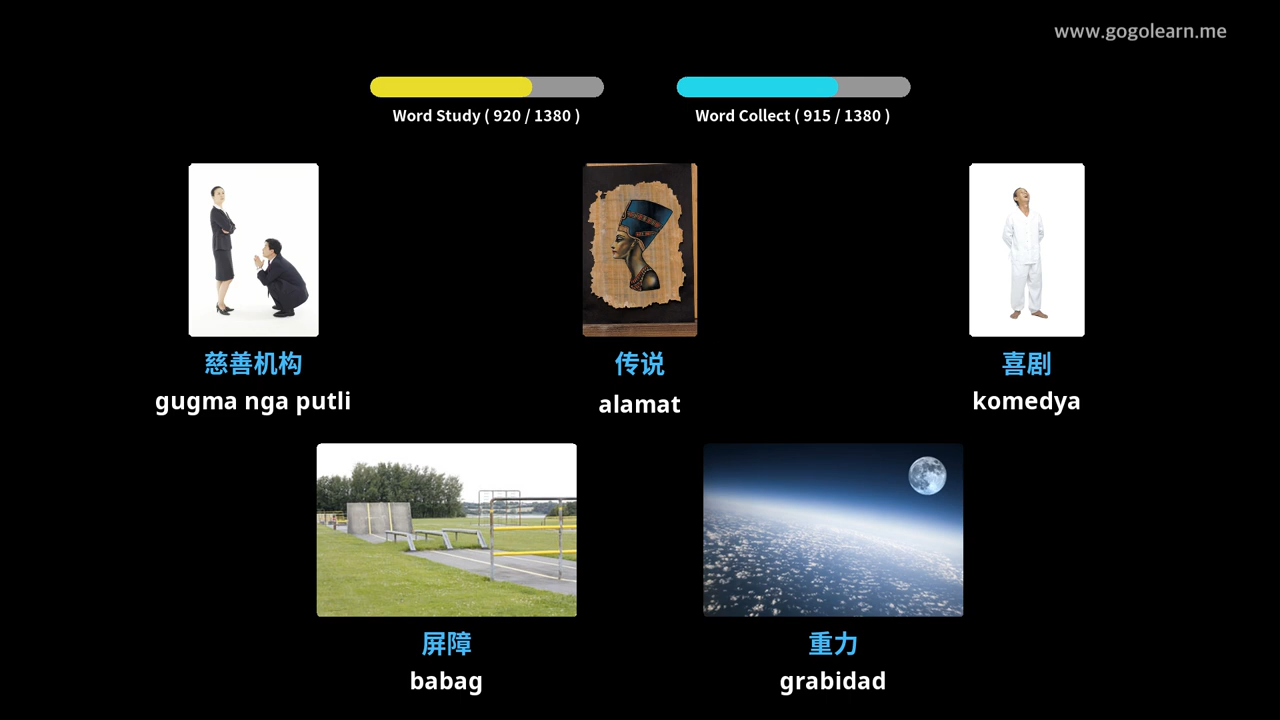 www.gogolearn.me
Word Study ( 920 / 1380 )
Word Collect ( 915 / 1380 )
慈善机构
gugma nga putli
传说
alamat
喜剧
komedya
屏障
babag
重力
grabidad